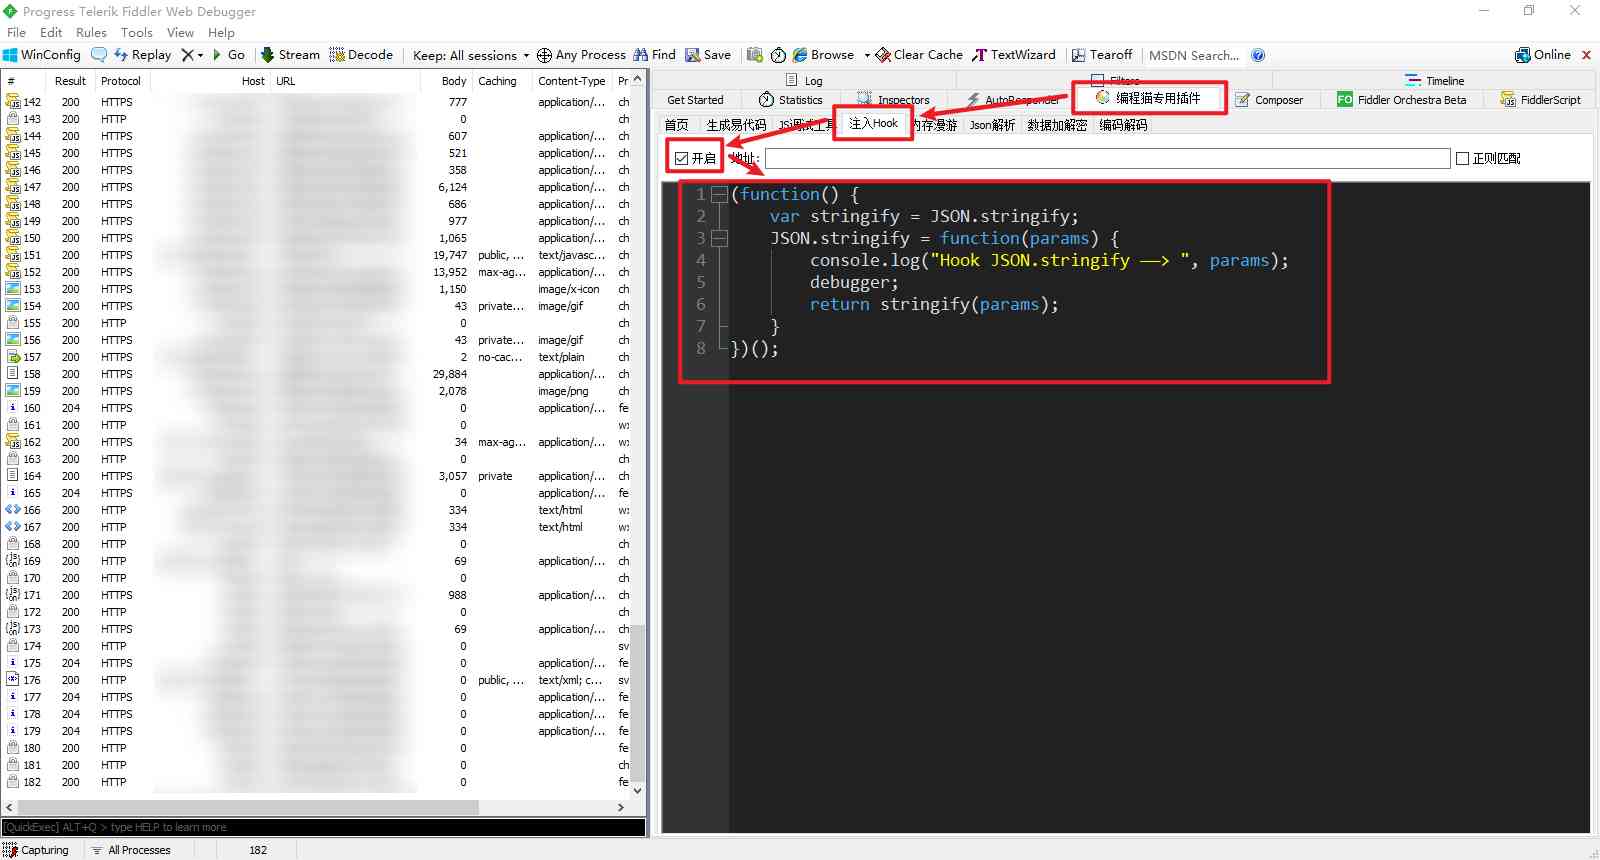 Progress Telerik Fiddler Web Debugger
File Edit Rules Tools View Help
WinConfig Replay X Go Stream Decode Keep: All sessions Any Process Find Save Browse Clear Cache TextWizard Tearoff MSDN Search... Online
# Result Protocol Host URL Body Caching Content-Type Pr
142 200 HTTPS 777 application/... ch
143 200 HTTP 0 ch
144 200 HTTPS 607 application/... ch
145 200 HTTPS 521 application/... ch
146 200 HTTPS 358 application/... ch
147 200 HTTPS 6,124 application/... ch
148 200 HTTPS 686 application/... ch
149 200 HTTPS 977 application/... ch
150 200 HTTPS 1,065 application/... ch
151 200 HTTPS 19,747 public, ... text/javasc... ch
152 200 HTTPS 13,952 max-ag... application/... ch
153 200 HTTPS 1,150 image/x-icon ch
154 200 HTTPS 43 private... image/gif ch
155 200 HTTP 0 ch
156 200 HTTPS 43 private... image/gif ch
157 200 HTTPS 2 no-cac... text/plain ch
158 200 HTTPS 29,884 application/... ch
159 200 HTTPS 2,078 image/png ch
160 204 HTTPS 0 application/... fe
161 200 HTTP 0 wx
162 200 HTTPS 34 max-ag... application/... wx
163 200 HTTP 0 ch
164 200 HTTPS 3,057 private application/... ch
165 204 HTTPS 0 application/... fe
166 200 HTTP 334 text/html wx
167 200 HTTP 334 text/html wx
168 200 HTTP 0 ch
169 200 HTTP 69 application/... ch
170 200 HTTP 0 ch
171 200 HTTPS 988 application/... ch
172 200 HTTP 0 ch
173 200 HTTP 69 application/... ch
174 200 HTTP 0 sv
175 204 HTTPS 0 application/... fe
176 200 HTTP 0 public, ... text/xml; c... sv
177 204 HTTPS 0 application/... fe
178 204 HTTPS 0 application/... fe
179 204 HTTPS 0 application/... fe
180 200 HTTP 0 fe
181 200 HTTP 0 ch
182 200 HTTP 0 fe
[QuickExec] ALT+Q > type HELP to learn more
Capturing All Processes 182
Log Filters Timeline
Get Started Statistics Inspectors AutoResponder 编程猫专用插件 Composer FO Fiddler Orchestra Beta FiddlerScript
首页 生成易代码 JS调试工具 注入Hook 内存漫游 Json解析 数据加解密 编码解码
开启 地址: 正则匹配
1 (function() {
2 var stringify = JSON.stringify;
3 JSON.stringify = function(params) {
4 console.log("Hook JSON.stringify ——> ", params);
5 debugger;
6 return stringify(params);
7 }
8 })();